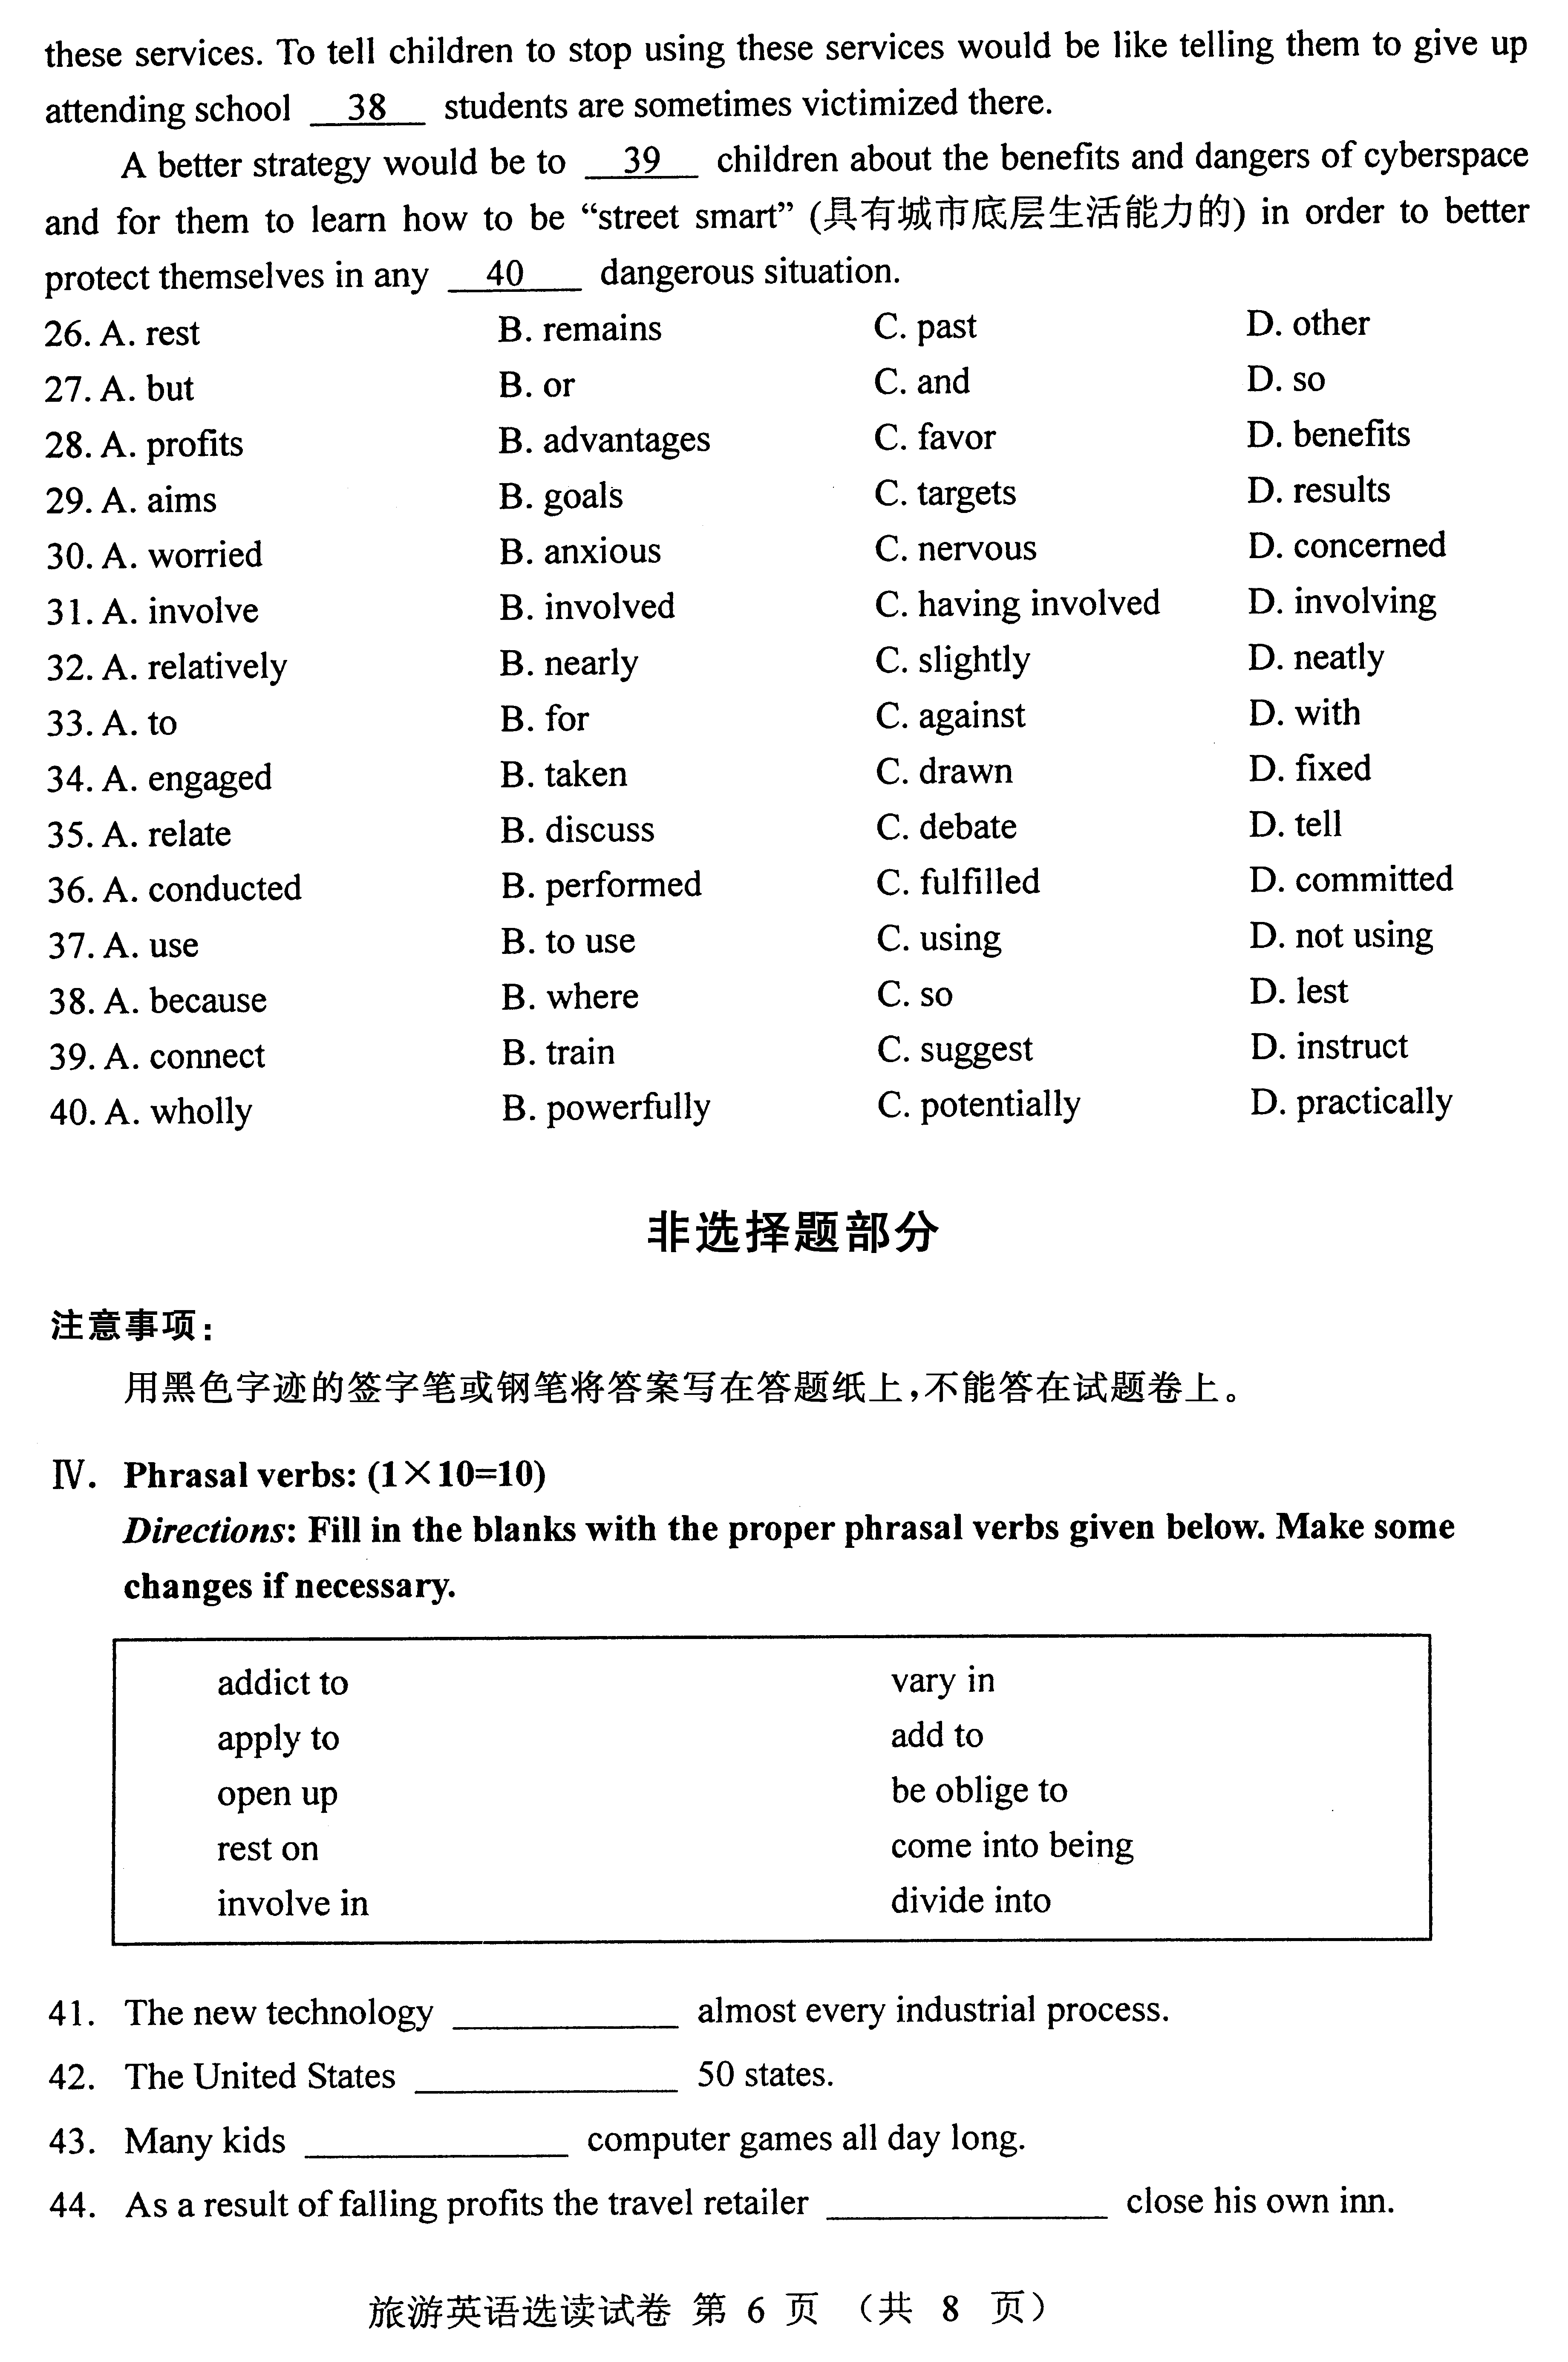 these services. To tell children to stop using these services would be like telling them to give up
attending school 38 students are sometimes victimized there.
A better strategy would be to 39 children about the benefits and dangers of cyberspace
and for them to learn how to be “street smart” (具有城市底层生活能力的) in order to better
protect themselves in any 40 dangerous situation.
26. A. rest B. remains C. past D. other
27. A. but B. or C. and D. so
28. A. profits B. advantages C. favor D. benefits
29. A. aims B. goals C. targets D. results
30. A. worried B. anxious C. nervous D. concerned
31. A. involve B. involved C. having involved D. involving
32. A. relatively B. nearly C. slightly D. neatly
33. A. to B. for C. against D. with
34. A. engaged B. taken C. drawn D. fixed
35. A. relate B. discuss C. debate D. tell
36. A. conducted B. performed C. fulfilled D. committed
37. A. use B. to use C. using D. not using
38. A. because B. where C. so D. lest
39. A. connect B. train C. suggest D. instruct
40. A. wholly B. powerfully C. potentially D. practically
非选择题部分
注意事项:
用黑色字迹的签字笔或钢笔将答案写在答题纸上,不能答在试题卷上。
Ⅳ. Phrasal verbs: (1×10=10)
Directions: Fill in the blanks with the proper phrasal verbs given below. Make some
changes if necessary.
addict to vary in
apply to add to
open up be oblige to
rest on come into being
involve in divide into
41. The new technology ____________ almost every industrial process.
42. The United States ______________ 50 states.
43. Many kids ______________ computer games all day long.
44. As a result of falling profits the travel retailer _______________ close his own inn.
旅游英语选读试卷 第 6 页 (共 8 页)